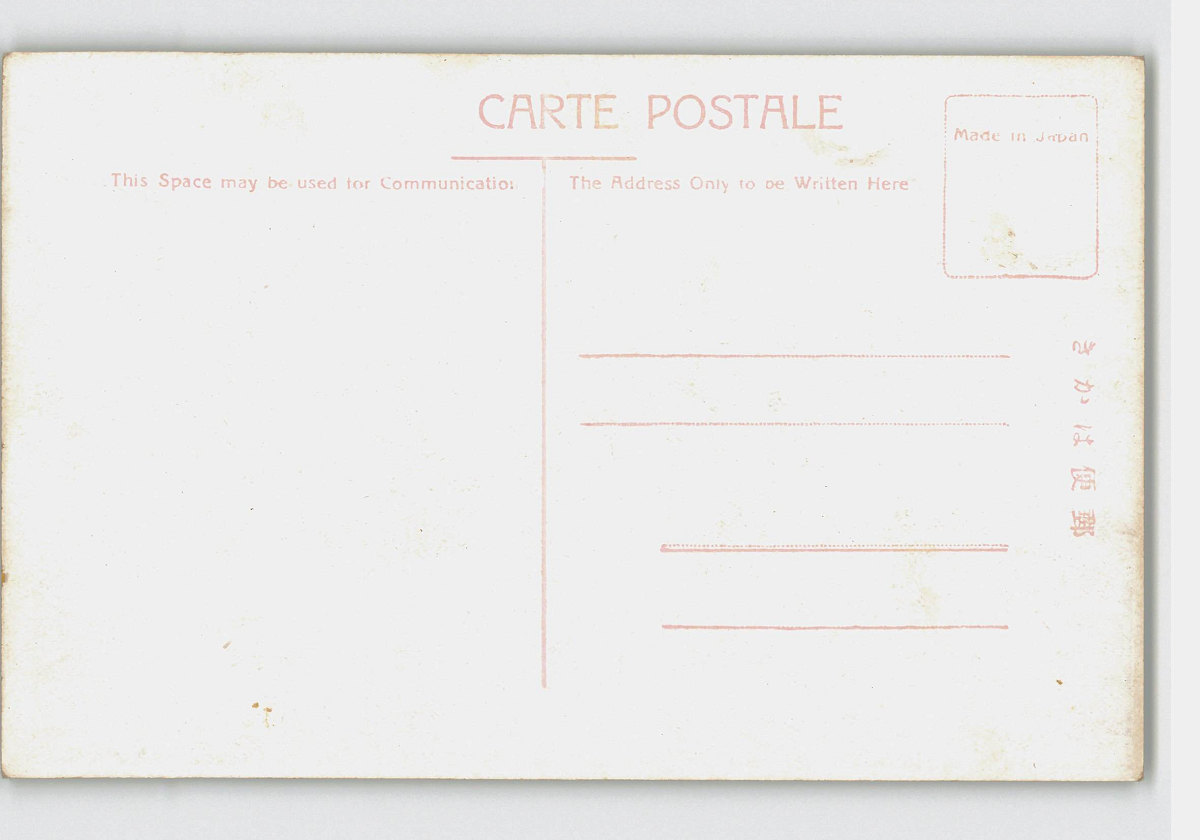 CARTE POSTALE
Made in Japan
This Space may be used for Communication
The Address Only to be Written Here
きかは便郵